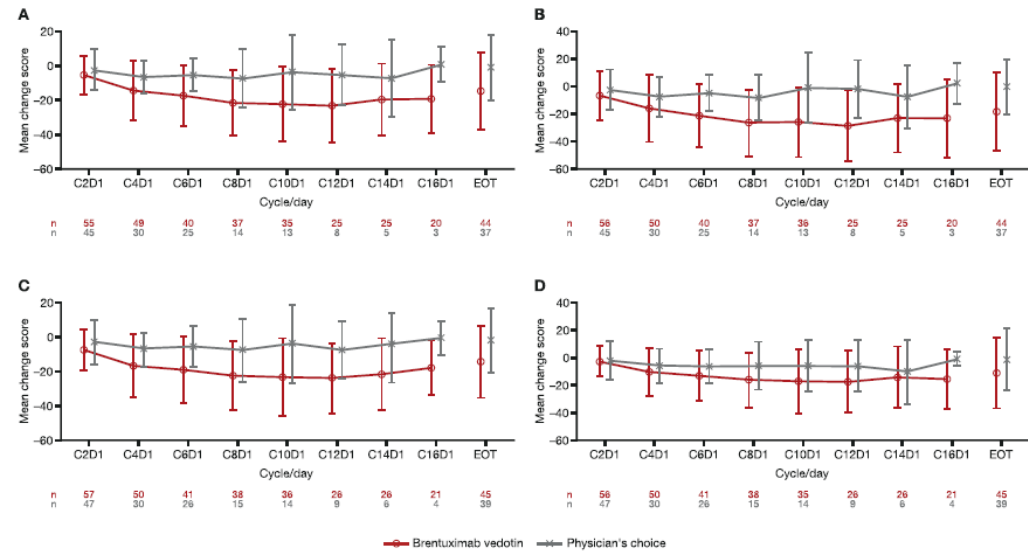 A
Mean change score
20
0
−20
−40
−60
C2D1 C4D1 C6D1 C8D1 C10D1 C12D1 C14D1 C16D1 EOT
Cycle/day
n 55 49 40 37 35 25 25 20 44
n 45 30 25 14 13 8 5 3 37
B
Mean change score
40
20
0
−20
−40
−60
C2D1 C4D1 C6D1 C8D1 C10D1 C12D1 C14D1 C16D1 EOT
Cycle/day
n 56 50 40 37 36 25 25 20 44
n 45 30 25 14 13 8 5 3 37
C
Mean change score
20
0
−20
−40
−60
C2D1 C4D1 C6D1 C8D1 C10D1 C12D1 C14D1 C16D1 EOT
Cycle/day
n 57 50 41 38 36 26 26 21 45
n 47 30 26 15 14 9 6 4 39
D
Mean change score
40
20
0
−20
−40
−60
C2D1 C4D1 C6D1 C8D1 C10D1 C12D1 C14D1 C16D1 EOT
Cycle/day
n 56 50 41 38 35 26 26 21 45
n 47 30 26 15 14 9 6 4 39
Brentuximab vedotin Physician's choice